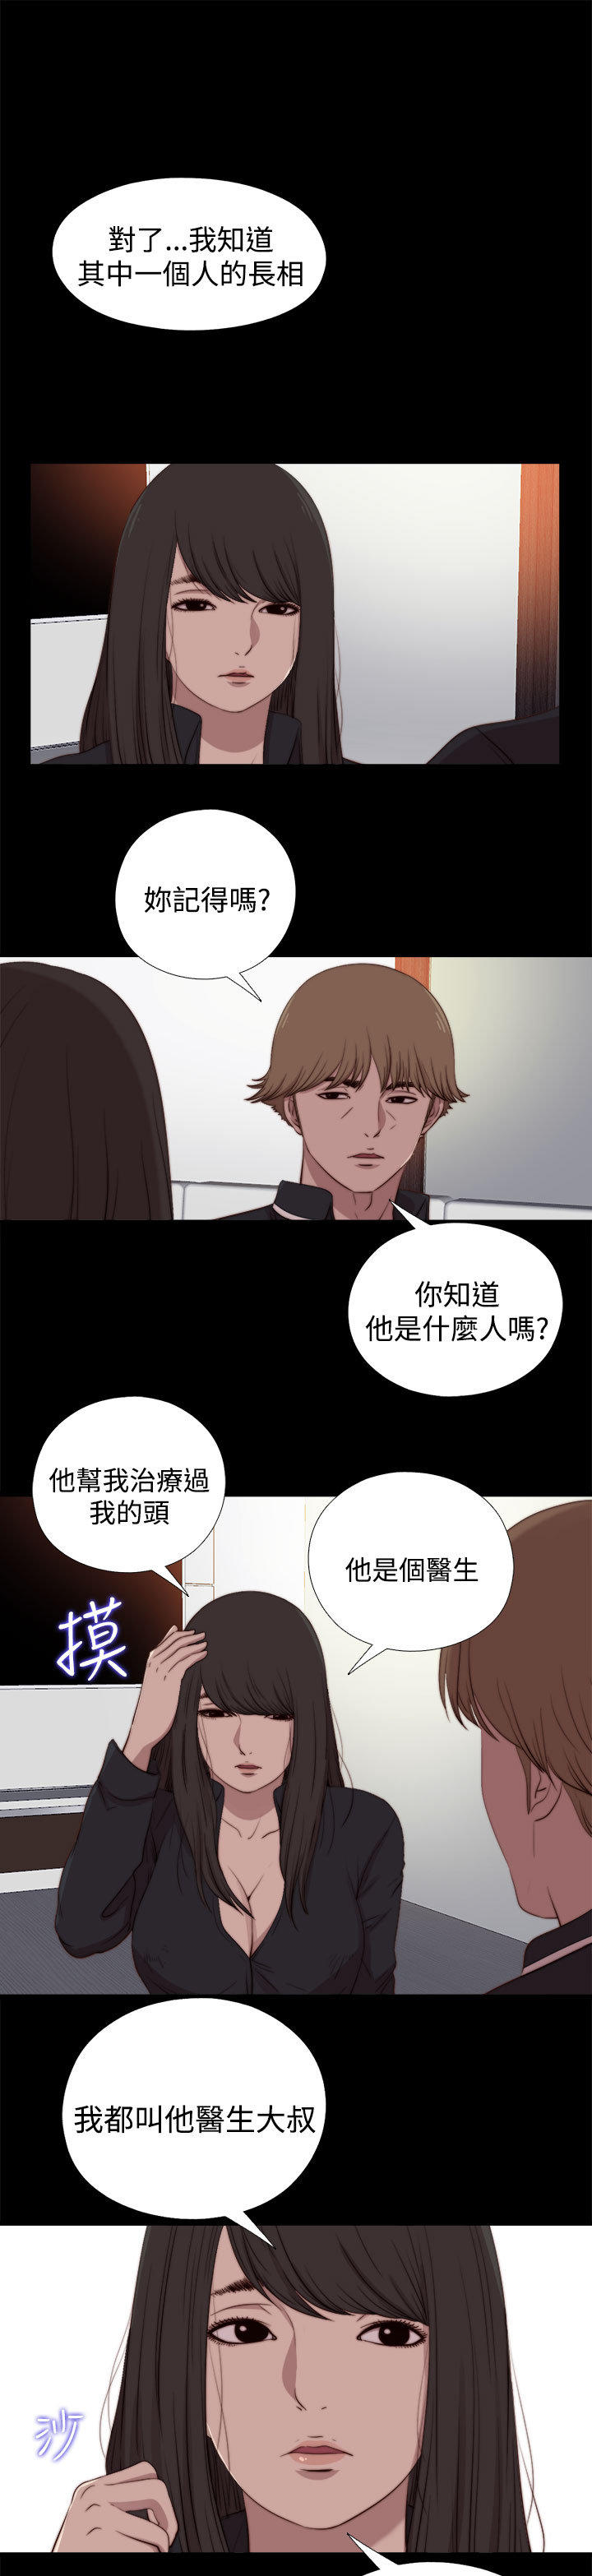 對了...我知道
其中一個人的長相
妳記得嗎?
你知道
他是什麼人嗎?
他幫我治療過
我的頭
他是個醫生
摸
我都叫他醫生大叔
沙